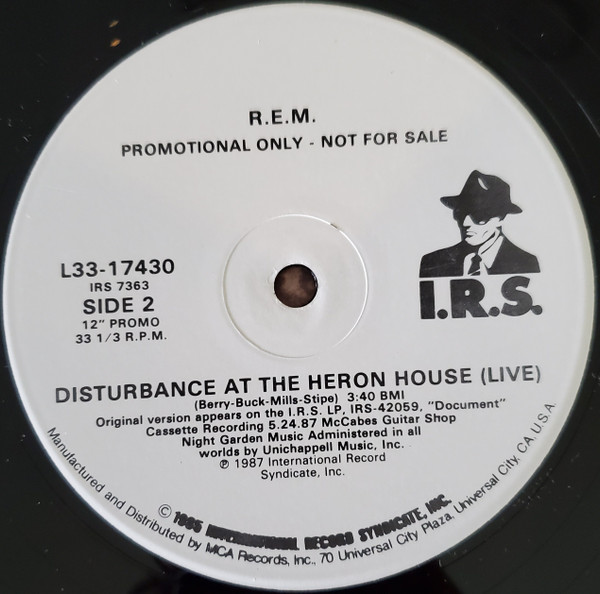 R.E.M.
PROMOTIONAL ONLY - NOT FOR SALE
I.R.S.
L33-17430
IRS 7363
SIDE 2
12" PROMO
33 1/3 R.P.M.
DISTURBANCE AT THE HERON HOUSE (LIVE)
(Berry-Buck-Mills-Stipe) 3:40 BMI
Original version appears on the I.R.S. LP, IRS-42059, "Document"
Cassette Recording 5.24.87 McCabes Guitar Shop
Night Garden Music Administered in all
worlds by Unichappell Music, Inc.
℗ 1987 International Record
Syndicate, Inc.
© 1985 INTERNATIONAL RECORD SYNDICATE, INC.
Manufactured and Distributed by MCA Records, Inc., 70 Universal City Plaza, Universal City, CA. U.S.A.